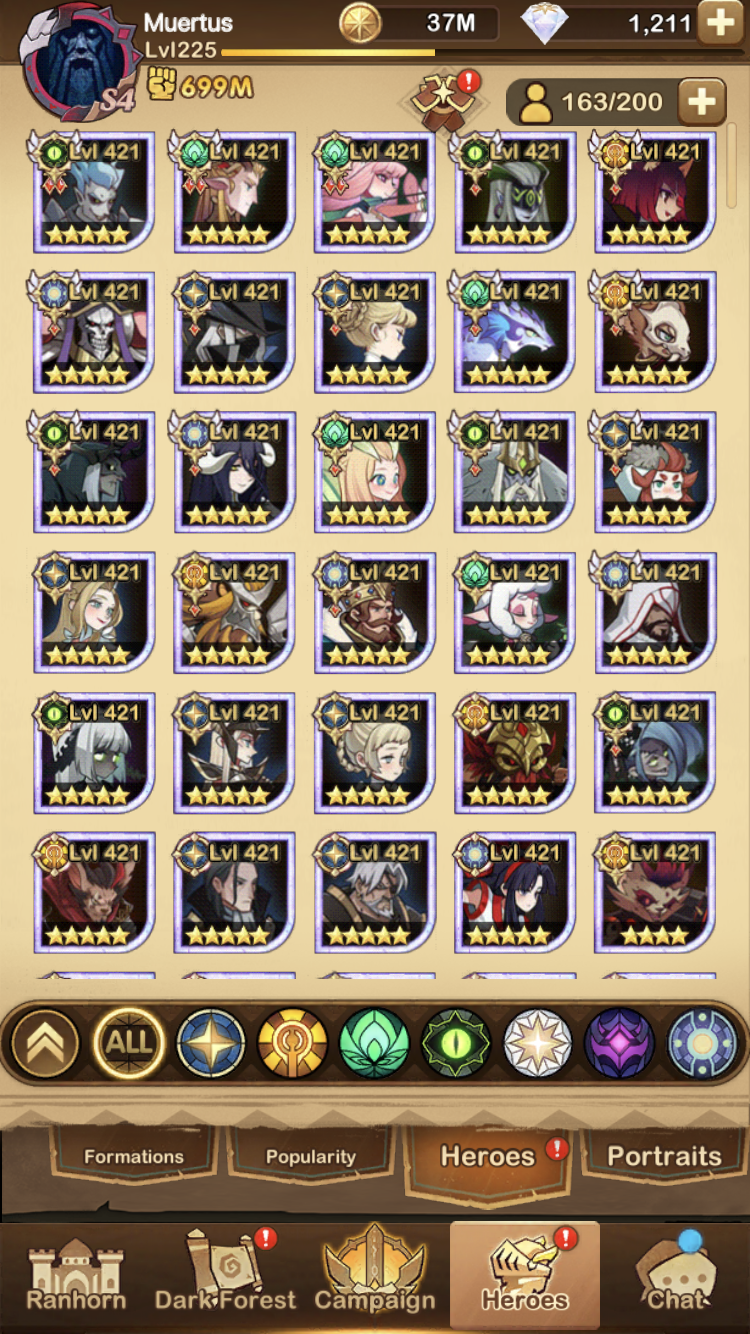 Muertus
37M
1,211
Lvl225
S4
699M
163/200
Lvl 421 Lvl 421 Lvl 421 Lvl 421 Lvl 421
Lvl 421 Lvl 421 Lvl 421 Lvl 421 Lvl 421
Lvl 421 Lvl 421 Lvl 421 Lvl 421 Lvl 421
Lvl 421 Lvl 421 Lvl 421 Lvl 421 Lvl 421
Lvl 421 Lvl 421 Lvl 421 Lvl 421 Lvl 421
Lvl 421 Lvl 421 Lvl 421 Lvl 421 Lvl 421
ALL
Formations Popularity Heroes Portraits
Ranhorn Dark Forest Campaign Heroes Chat